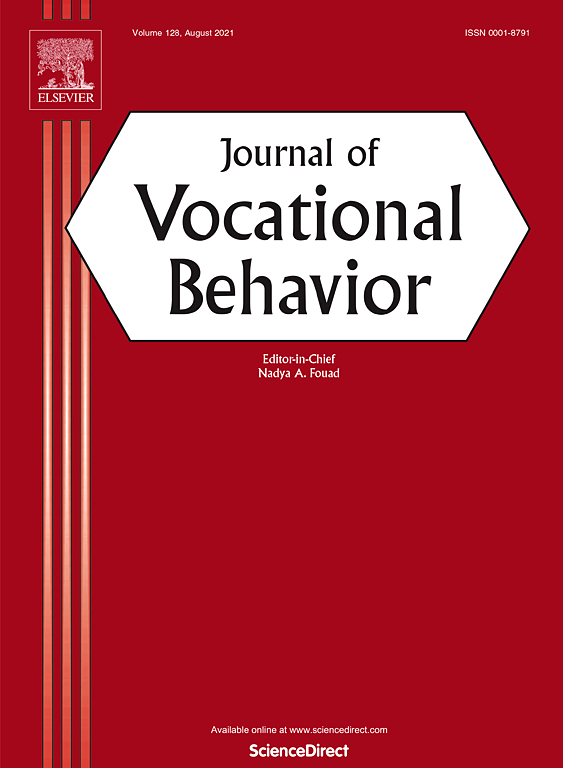 Volume 128, August 2021
ISSN 0001-8791
ELSEVIER
Journal of
Vocational
Behavior
Editor-in-Chief
Nadya A. Fouad
Available online at www.sciencedirect.com
ScienceDirect